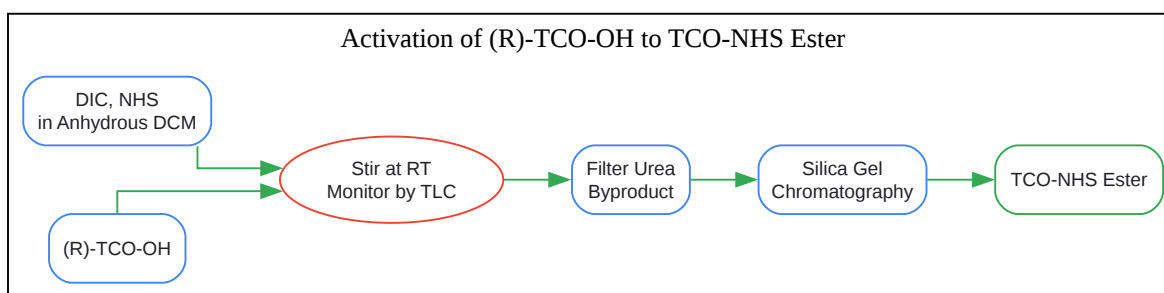 Activation of (R)-TCO-OH to TCO-NHS Ester
DIC, NHS
in Anhydrous DCM
(R)-TCO-OH
Stir at RT
Monitor by TLC
Filter Urea
Byproduct
Silica Gel
Chromatography
TCO-NHS Ester